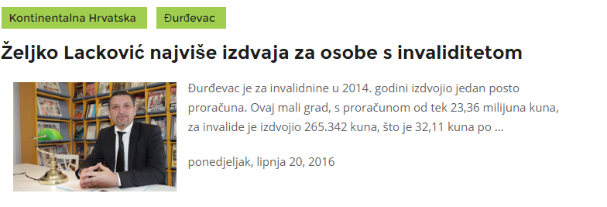 Kontinentalna Hrvatska
Đurđevac
Željko Lacković najviše izdvaja za osobe s invaliditetom
Đurđevac je za invalidnine u 2014. godini izdvojio jedan posto
proračuna. Ovaj mali grad, s proračunom od tek 23,36 milijuna kuna,
za invalide je izdvojio 265.342 kuna, što je 32,11 kuna po ...
ponedjeljak, lipnja 20, 2016